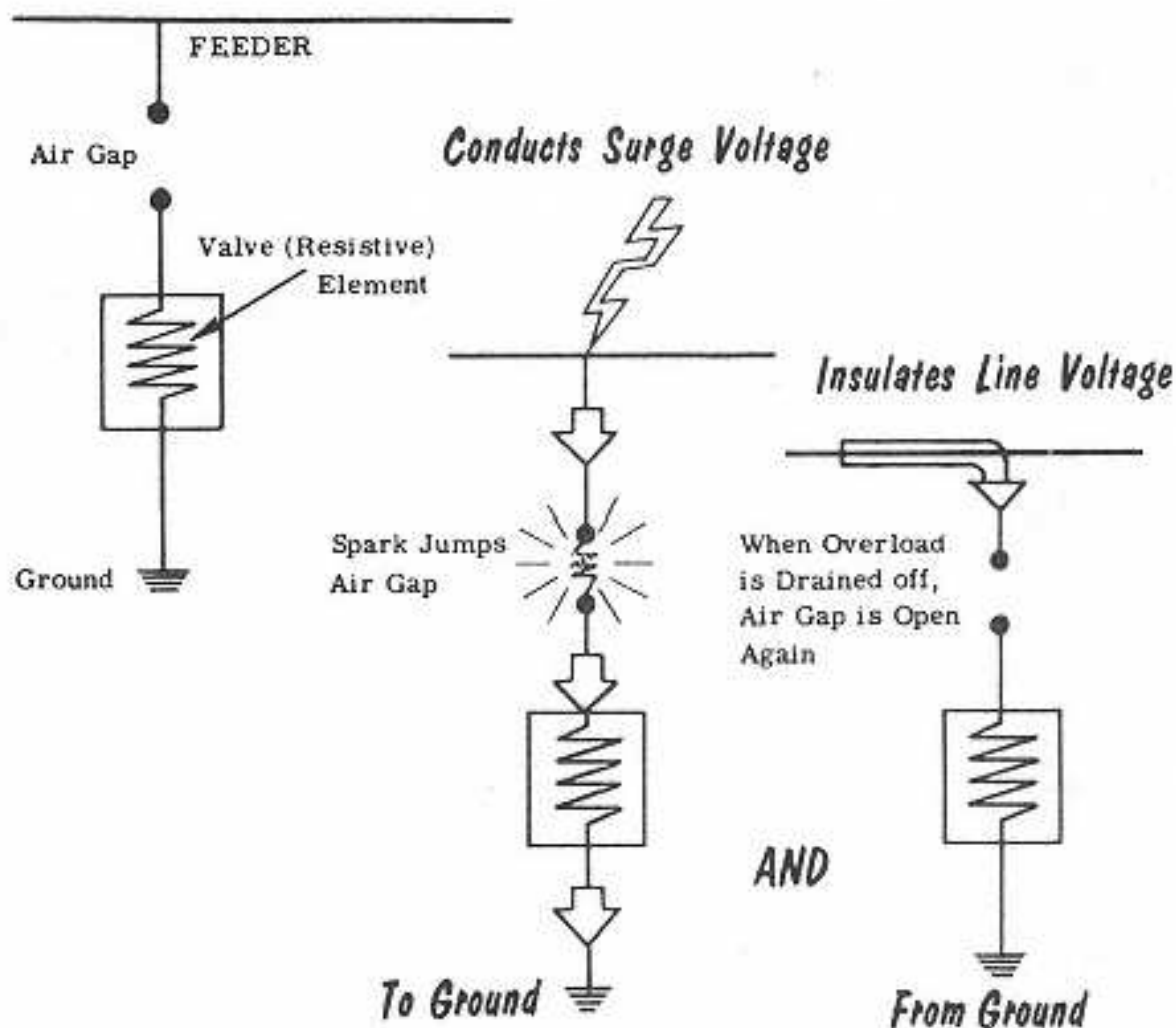 FEEDER
Air Gap
Valve (Resistive)
Element
Ground
Conducts Surge Voltage
Spark Jumps
Air Gap
To Ground
Insulates Line Voltage
When Overload
is Drained off,
Air Gap is Open
Again
AND
From Ground